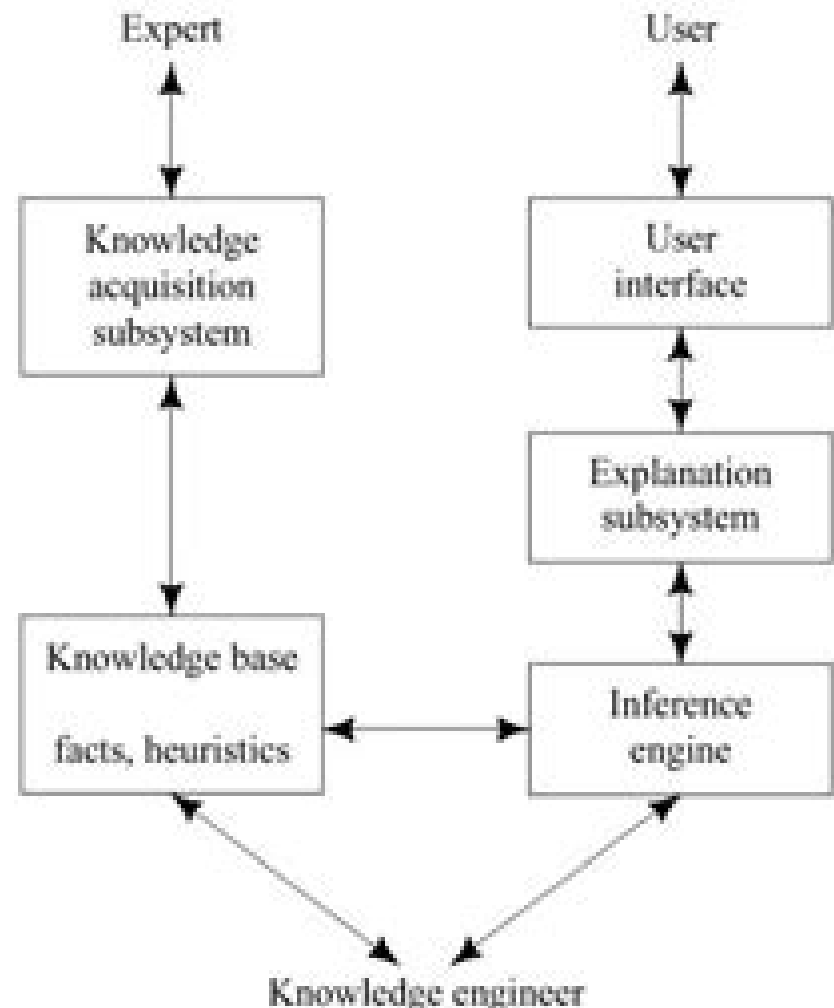 Expert
User
Knowledge
acquisition
subsystem
User
interface
Explanation
subsystem
Knowledge base
facts, heuristics
Inference
engine
Knowledge engineer